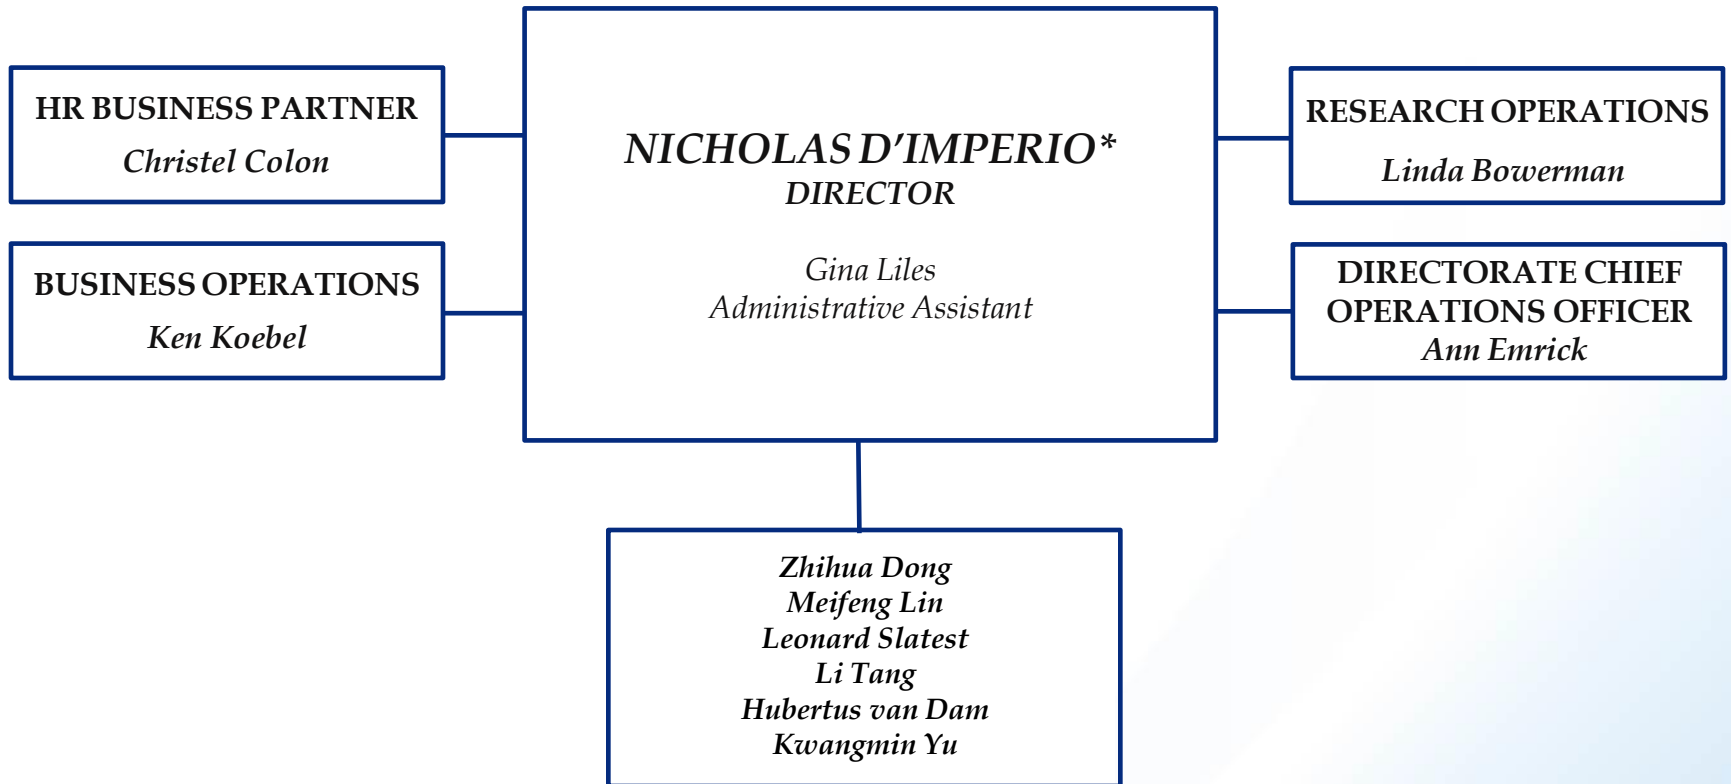 HR BUSINESS PARTNER
Christel Colon
BUSINESS OPERATIONS
Ken Koebel
NICHOLAS D’IMPERIO*
DIRECTOR
Gina Liles
Administrative Assistant
RESEARCH OPERATIONS
Linda Bowerman
DIRECTORATE CHIEF
OPERATIONS OFFICER
Ann Emrick
Zhihua Dong
Meifeng Lin
Leonard Slatest
Li Tang
Hubertus van Dam
Kwangmin Yu